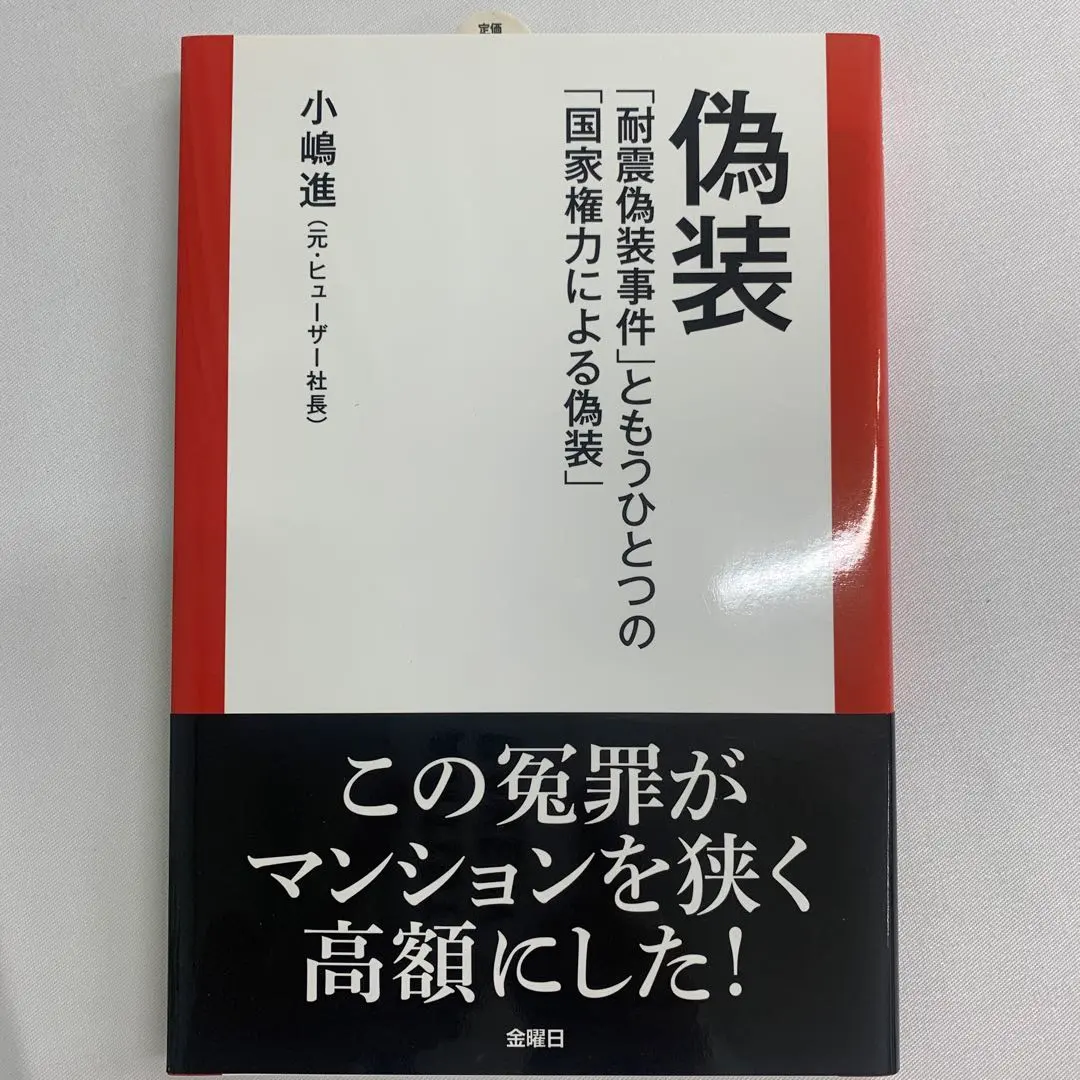 定価
偽装
「耐震偽装事件」ともうひとつの
「国家権力による偽装」
小嶋進（元・ヒューザー社長）
この冤罪が
マンションを狭く
高額にした！
金曜日